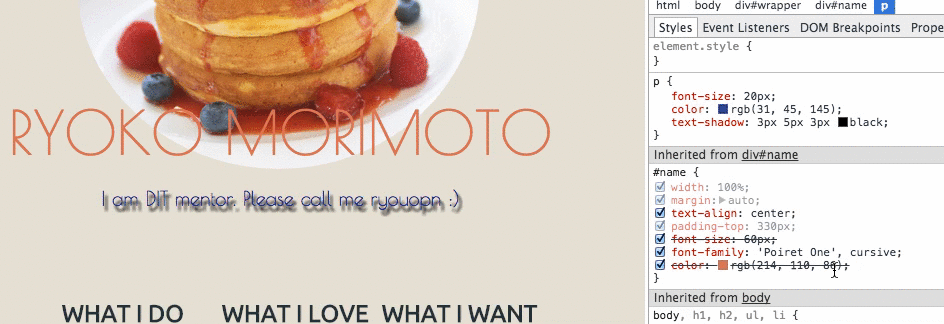 html body div#wrapper div#name p
Styles Event Listeners DOM Breakpoints Prope
element.style {
}
p {
font-size: 20px;
color: rgb(31, 45, 145);
text-shadow: 3px 5px 3px black;
}
Inherited from div#name
#name {
width: 100%;
margin: auto;
text-align: center;
padding-top: 330px;
font-size: 60px;
font-family: 'Poiret One', cursive;
color: rgb(214, 110, 86);
}
Inherited from body
body, h1, h2, ul, li {
RYOKO MORIMOTO
I am DIT mentor. Please call me ryouopn :)
WHAT I DO WHAT I LOVE WHAT I WANT